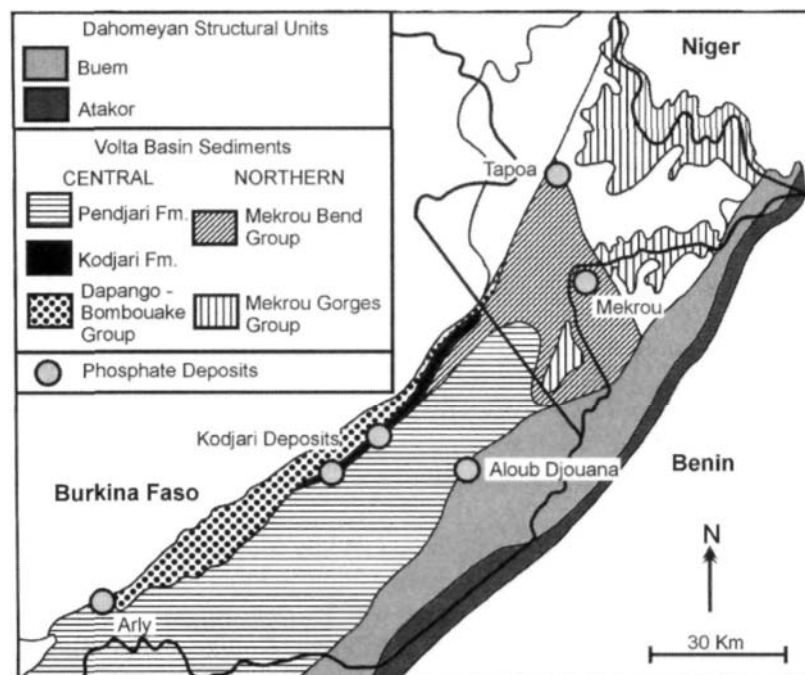 Dahomeyan Structural Units
Buem
Atakor
Volta Basin Sediments
CENTRAL
NORTHERN
Pendjari Fm.
Mekrou Bend
Group
Kodjari Fm.
Dapango -
Bombouake
Group
Mekrou Gorges
Group
Phosphate Deposits
Niger
Tapoa
Mekrou
Kodjari Deposits
Aloub Djouana
Benin
Burkina Faso
Arly
N
30 Km